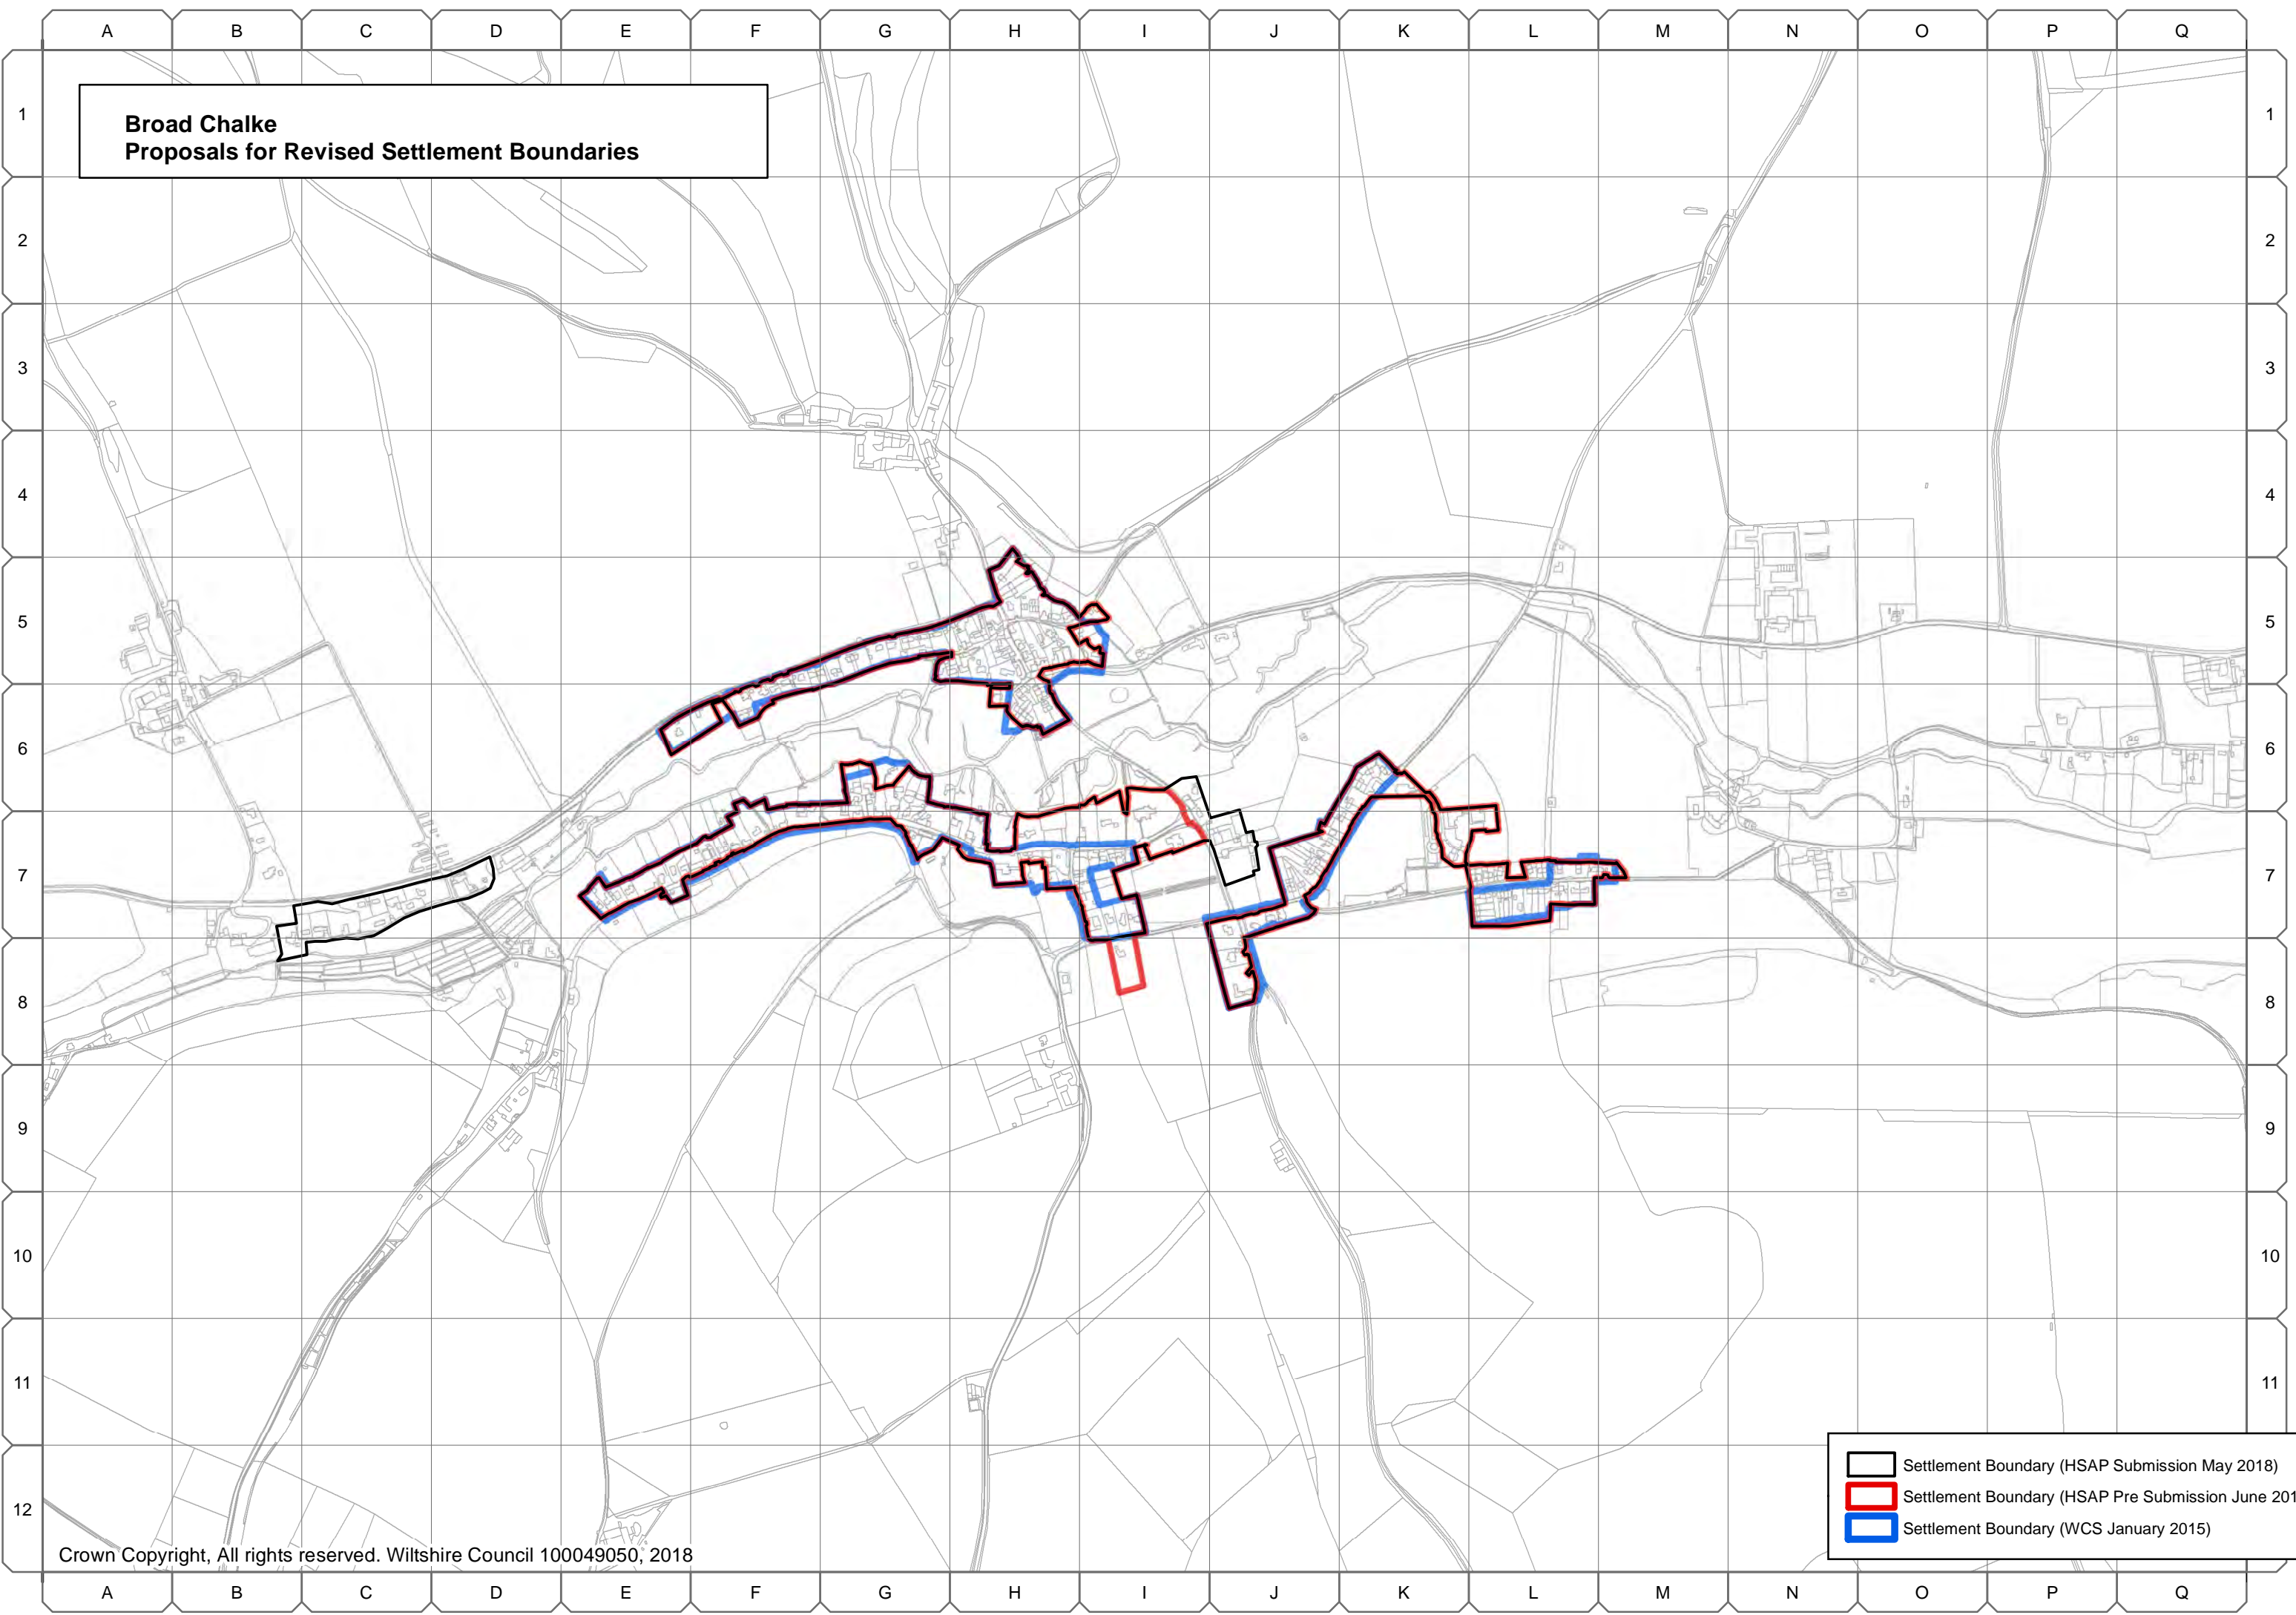 A B C D E F G H I J K L M N O P Q
1 1
Broad Chalke
Proposals for Revised Settlement Boundaries
2 2
3 3
4 4
5 5
6 6
7 7
8 8
9 9
10 10
11 11
Settlement Boundary (HSAP Submission May 2018)
Settlement Boundary (HSAP Pre Submission June 201
Settlement Boundary (WCS January 2015)
12 12
Crown Copyright, All rights reserved. Wiltshire Council 100049050, 2018
A B C D E F G H I J K L M N O P Q